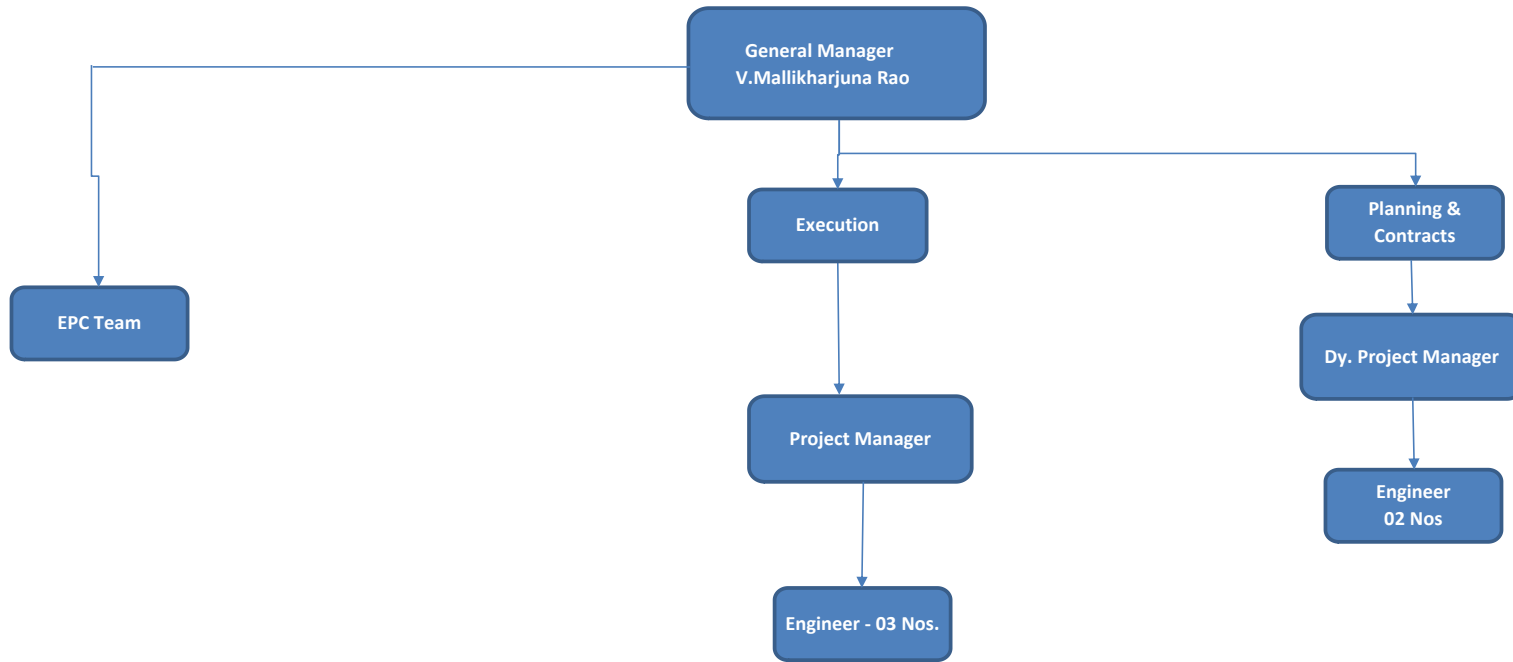 General Manager
V.Mallikharjuna Rao
Execution
Planning &
Contracts
EPC Team
Dy. Project Manager
Project Manager
Engineer
02 Nos
Engineer - 03 Nos.